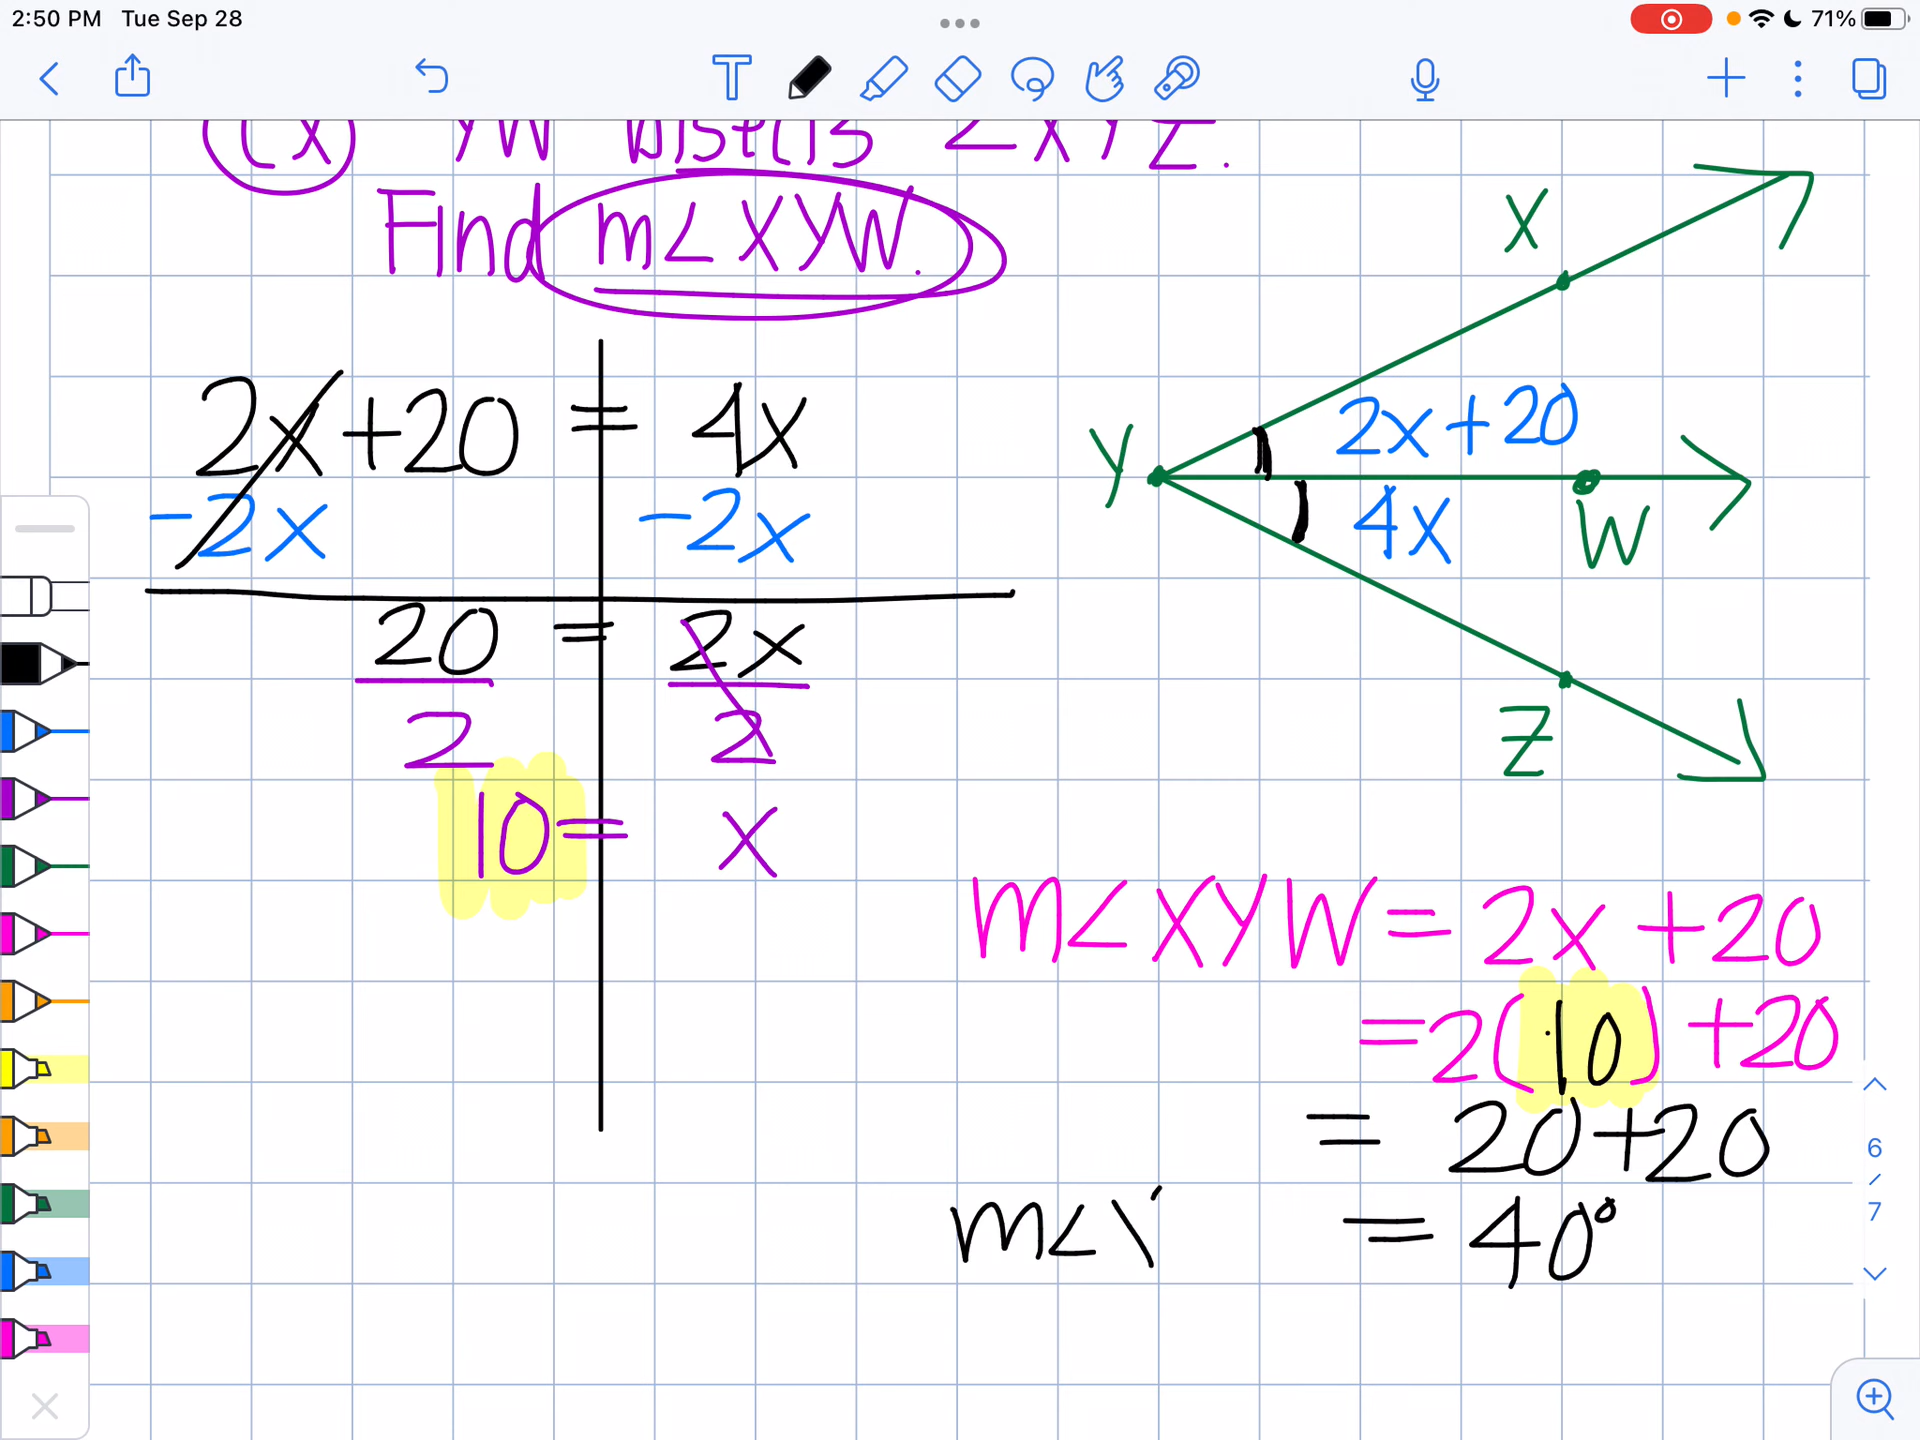 2:50 PM Tue Sep 28
71%
YW bisects ∠XYZ.
Find m∠XYW.
X
2x+20 = 4x
2x+20
Y
-2x -2x
4x
W
20 = 2x
2 2
Z
10 = x
m∠XYW = 2x +20
=2(10) +20
= 20+20
m∠ = 40°
6
/
7